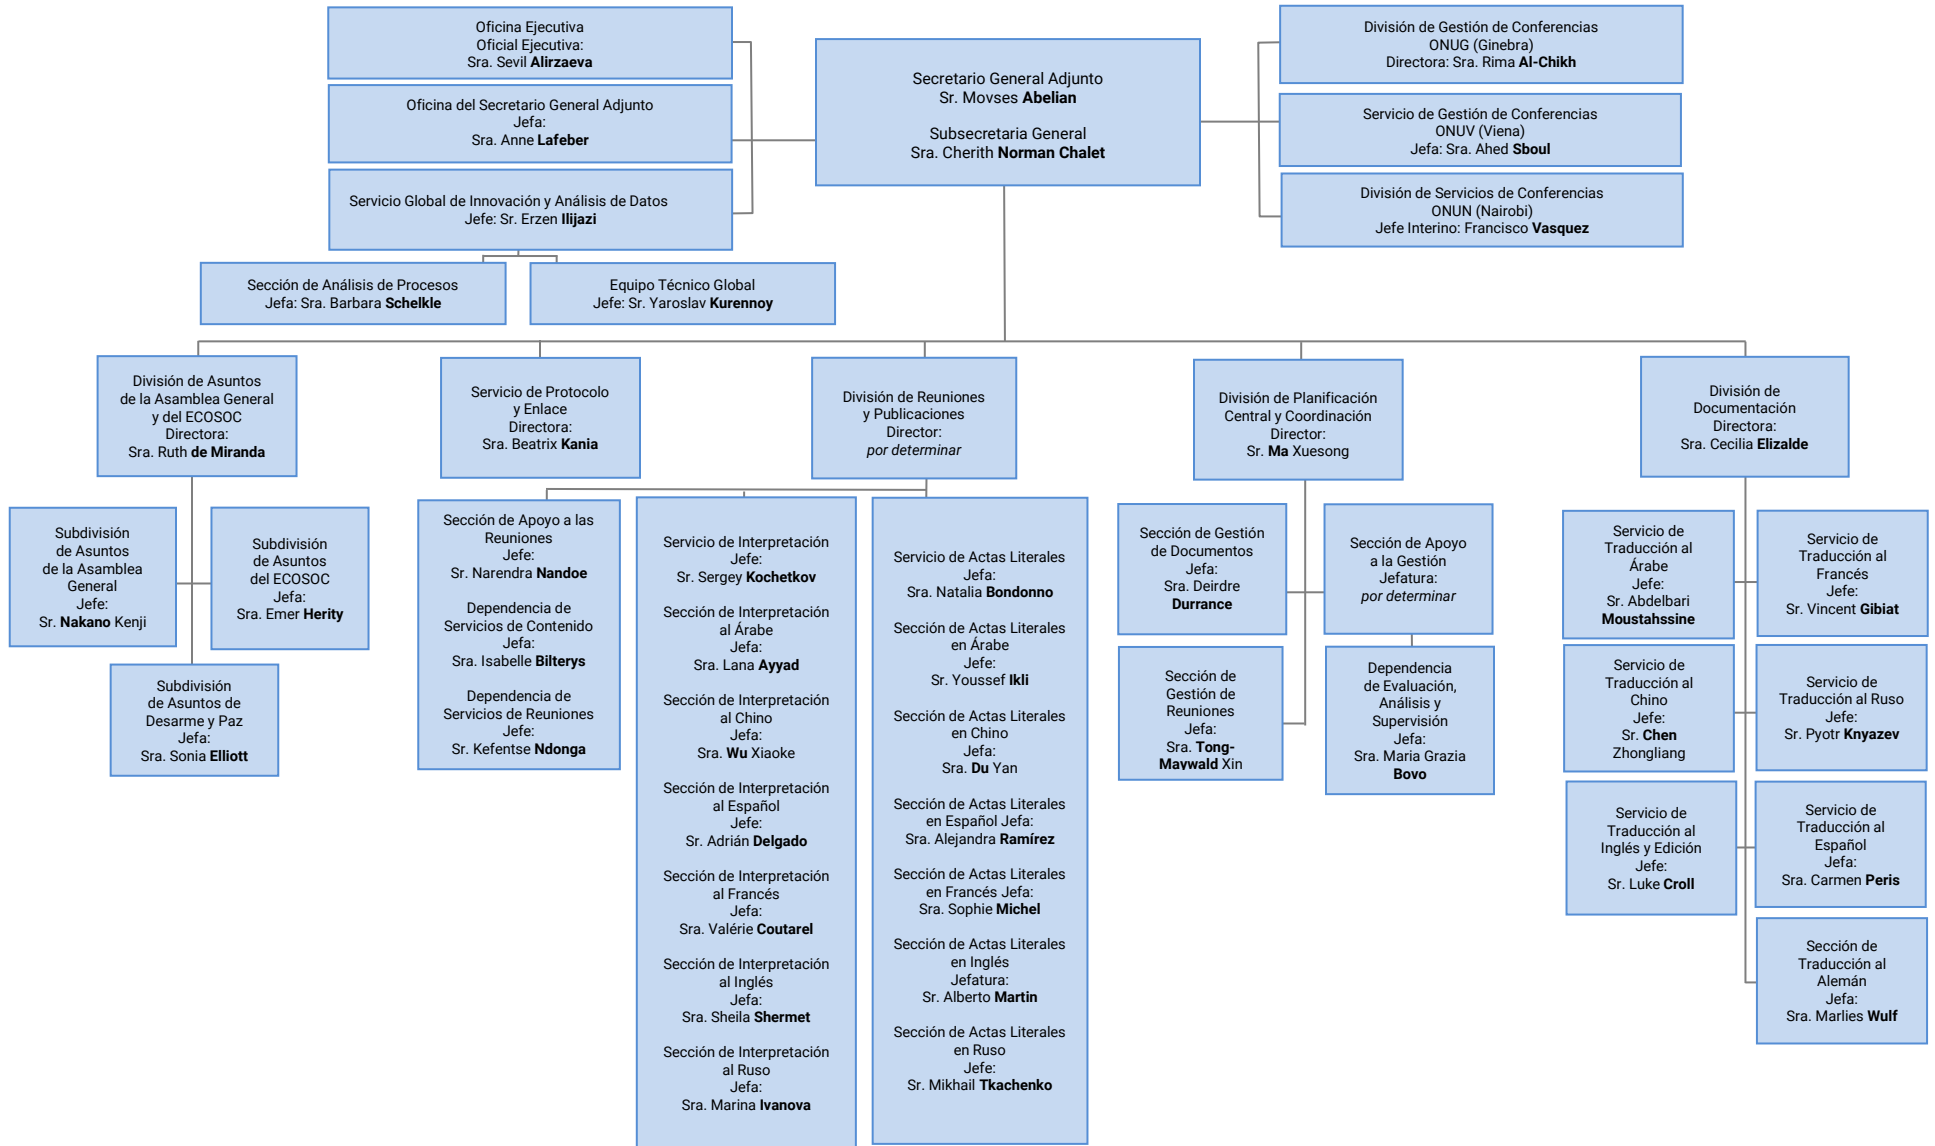 Oficina Ejecutiva
Oficial Ejecutiva:
Sra. Sevil Alirzaeva
Oficina del Secretario General Adjunto
Jefa:
Sra. Anne Lafeber
Servicio Global de Innovación y Análisis de Datos
Jefe: Sr. Erzen Ilijazi
Sección de Análisis de Procesos
Jefa: Sra. Barbara Schelkle
Equipo Técnico Global
Jefe: Sr. Yaroslav Kurennoy
Secretario General Adjunto
Sr. Movses Abelian
Subsecretaria General
Sra. Cherith Norman Chalet
División de Gestión de Conferencias
ONUG (Ginebra)
Directora: Sra. Rima Al-Chikh
Servicio de Gestión de Conferencias
ONUV (Viena)
Jefa: Sra. Ahed Sboul
División de Servicios de Conferencias
ONUN (Nairobi)
Jefe Interino: Francisco Vasquez
División de Asuntos
de la Asamblea General
y del ECOSOC
Directora:
Sra. Ruth de Miranda
Subdivisión
de Asuntos
de la Asamblea
General
Jefe:
Sr. Nakano Kenji
Subdivisión
de Asuntos
del ECOSOC
Jefa:
Sra. Emer Herity
Subdivisión
de Asuntos de
Desarme y Paz
Jefa:
Sra. Sonia Elliott
Servicio de Protocolo
y Enlace
Directora:
Sra. Beatrix Kania
División de Reuniones
y Publicaciones
Director:
por determinar
Sección de Apoyo a las
Reuniones
Jefe:
Sr. Narendra Nandoe
Dependencia de
Servicios de Contenido
Jefa:
Sra. Isabelle Bilterys
Dependencia de
Servicios de Reuniones
Jefe:
Sr. Kefentse Ndonga
Servicio de Interpretación
Jefe:
Sr. Sergey Kochetkov
Sección de Interpretación
al Árabe
Jefa:
Sra. Lana Ayyad
Sección de Interpretación
al Chino
Jefa:
Sra. Wu Xiaoke
Sección de Interpretación
al Español
Jefe:
Sr. Adrián Delgado
Sección de Interpretación
al Francés
Jefa:
Sra. Valérie Coutarel
Sección de Interpretación
al Inglés
Jefa:
Sra. Sheila Shermet
Sección de Interpretación
al Ruso
Jefa:
Sra. Marina Ivanova
Servicio de Actas Literales
Jefa:
Sra. Natalia Bondonno
Sección de Actas Literales
en Árabe
Jefe:
Sr. Youssef Ikli
Sección de Actas Literales
en Chino
Jefa:
Sra. Du Yan
Sección de Actas Literales
en Español Jefa:
Sra. Alejandra Ramírez
Sección de Actas Literales
en Francés Jefa:
Sra. Sophie Michel
Sección de Actas Literales
en Inglés
Jefatura:
Sr. Alberto Martin
Sección de Actas Literales
en Ruso
Jefe:
Sr. Mikhail Tkachenko
División de Planificación
Central y Coordinación
Director:
Sr. Ma Xuesong
Sección de Gestión
de Documentos
Jefa:
Sra. Deirdre
Durrance
Sección de Apoyo
a la Gestión
Jefatura:
por determinar
Sección de
Gestión de
Reuniones
Jefa:
Sra. Tong-
Maywald Xin
Dependencia
de Evaluación,
Análisis y
Supervisión
Jefa:
Sra. Maria Grazia
Bovo
División de
Documentación
Directora:
Sra. Cecilia Elizalde
Servicio de
Traducción al
Árabe
Jefe:
Sr. Abdelbari
Moustahssine
Servicio de
Traducción al
Francés
Jefe:
Sr. Vincent Gibiat
Servicio de
Traducción al
Chino
Jefe:
Sr. Chen
Zhongliang
Servicio de
Traducción al Ruso
Jefe:
Sr. Pyotr Knyazev
Servicio de
Traducción al
Inglés y Edición
Jefe:
Sr. Luke Croll
Servicio de
Traducción al
Español
Jefa:
Sra. Carmen Peris
Sección de
Traducción al
Alemán
Jefa:
Sra. Marlies Wulf